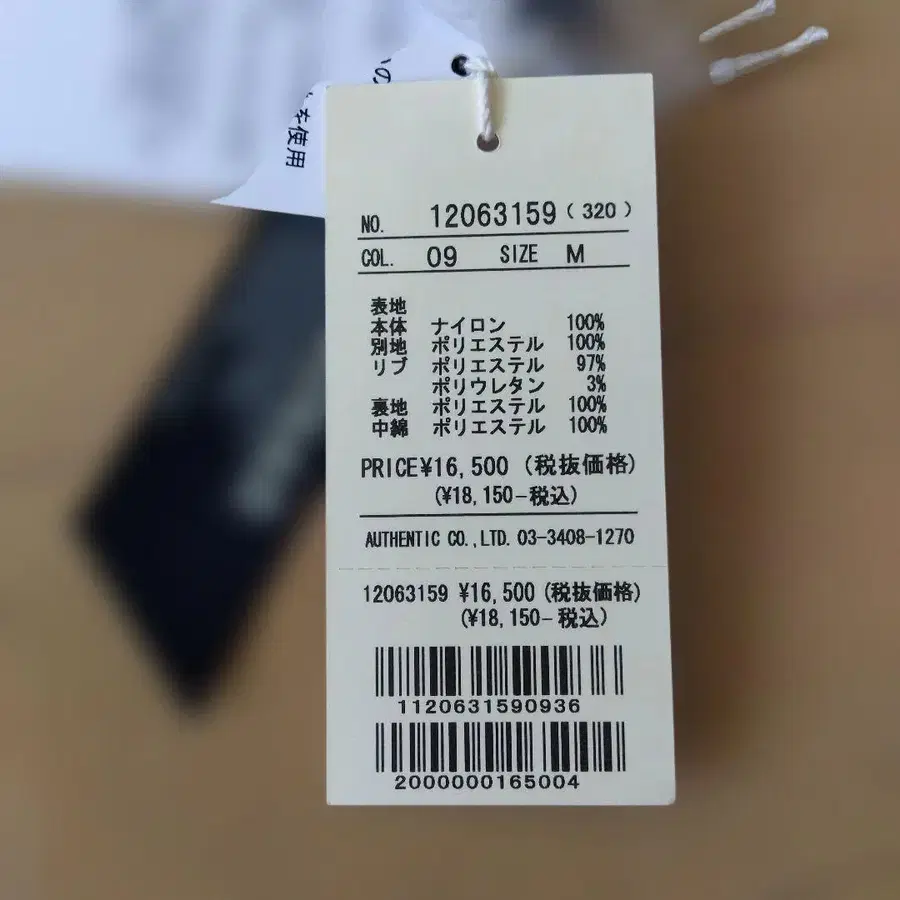 の
を使用
NO. 12063159 (320)
COL. 09 SIZE M
表地
本体 ナイロン 100%
別地 ポリエステル 100%
リブ ポリエステル 97%
ポリウレタン 3%
裏地 ポリエステル 100%
中綿 ポリエステル 100%
PRICE¥16,500 (税抜価格)
(¥18,150-税込)
AUTHENTIC CO.,LTD. 03-3408-1270
12063159 ¥16,500 (税抜価格)
(¥18,150-税込)
1120631590936
2000000165004